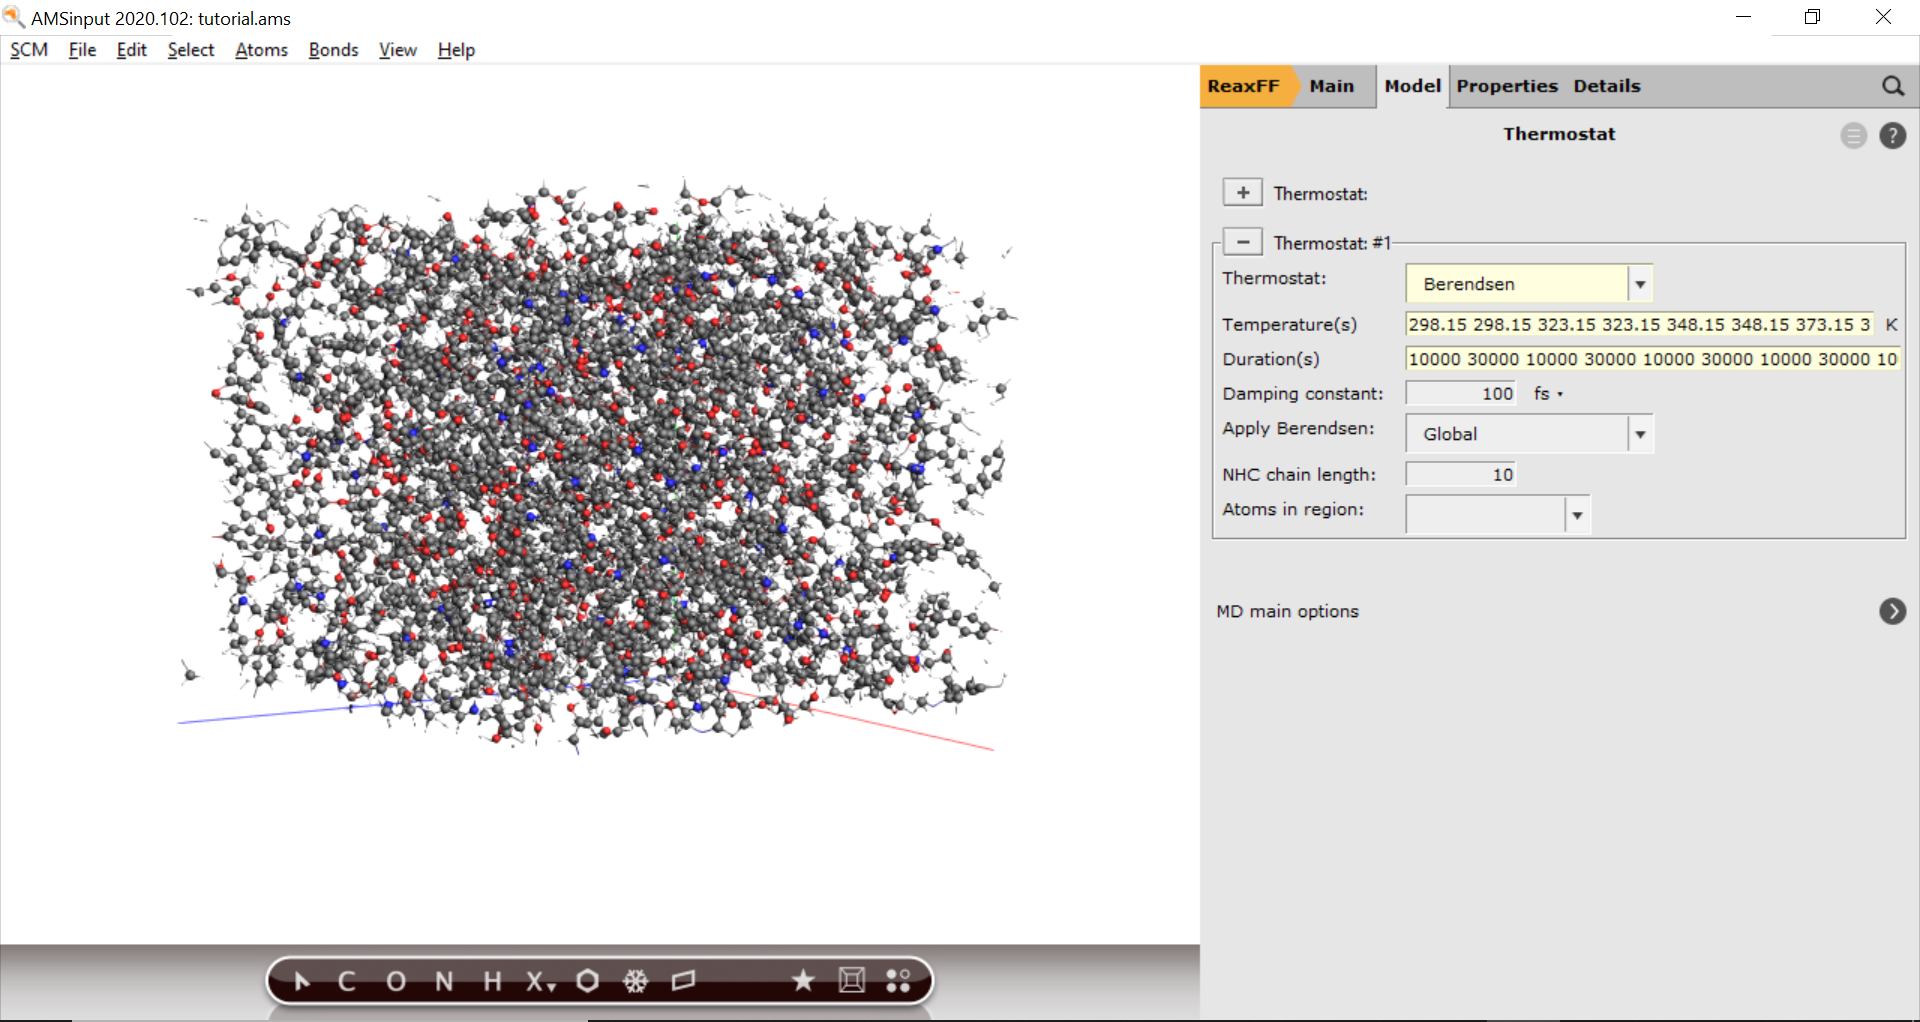 AMSinput 2020.102: tutorial.ams
SCM File Edit Select Atoms Bonds View Help
ReaxFF Main Model Properties Details
Thermostat
+ Thermostat:
− Thermostat: #1
Thermostat: Berendsen
Temperature(s) 298.15 298.15 323.15 323.15 348.15 348.15 373.15 3 K
Duration(s) 10000 30000 10000 30000 10000 30000 10000 30000 10
Damping constant: 100 fs
Apply Berendsen: Global
NHC chain length: 10
Atoms in region:
MD main options
C O N H X